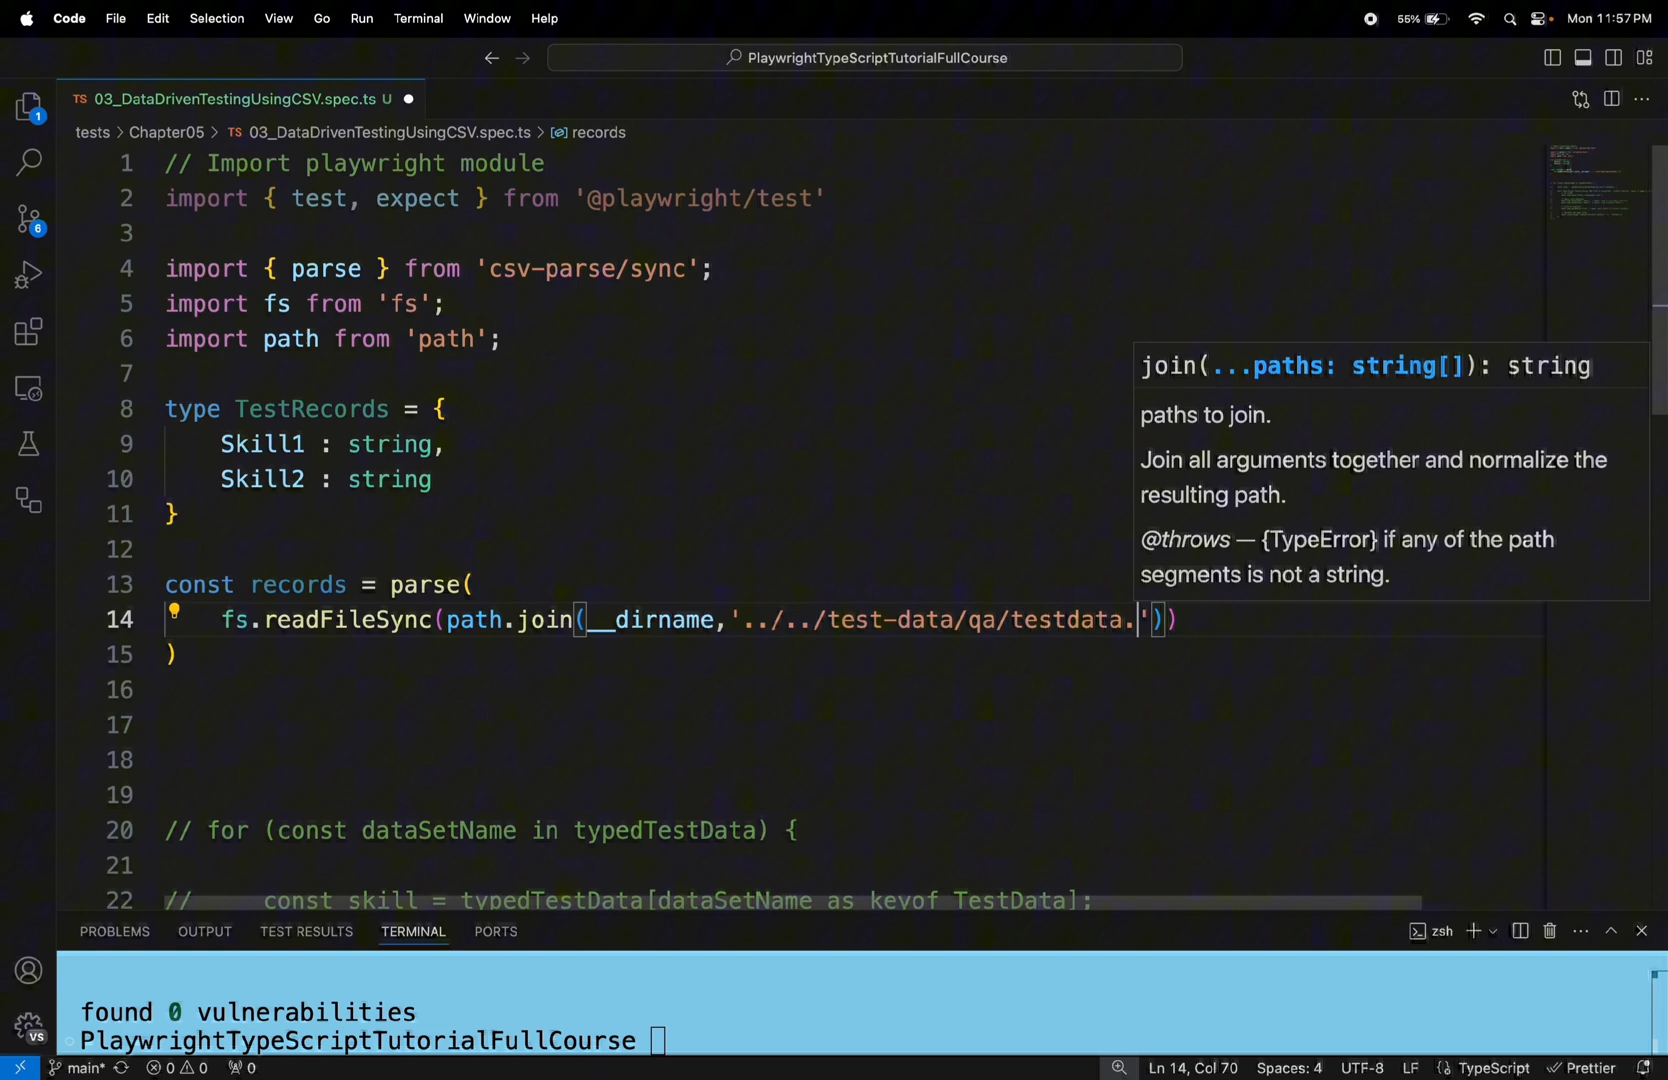 Code File Edit Selection View Go Run Terminal Window Help 55% Mon 11:57 PM
PlaywrightTypeScriptTutorialFullCourse
TS 03_DataDrivenTestingUsingCSV.spec.ts U
tests > Chapter05 > TS 03_DataDrivenTestingUsingCSV.spec.ts > records
1 // Import playwright module
2 import { test, expect } from '@playwright/test'
3
4 import { parse } from 'csv-parse/sync';
5 import fs from 'fs';
6 import path from 'path';
7
8 type TestRecords = {
9 Skill1 : string,
10 Skill2 : string
11 }
12
13 const records = parse(
14 fs.readFileSync(path.join(__dirname,'../../test-data/qa/testdata.'))
15 )
16
17
18
19
20 // for (const dataSetName in typedTestData) {
21
22 // const skill = typedTestData[dataSetName as keyof TestData];
join(...paths: string[]): string
paths to join.
Join all arguments together and normalize the
resulting path.
@throws — {TypeError} if any of the path
segments is not a string.
1
6
PROBLEMS OUTPUT TEST RESULTS TERMINAL PORTS zsh
found 0 vulnerabilities
PlaywrightTypeScriptTutorialFullCourse
VS
main* 0 0 0 Ln 14, Col 70 Spaces: 4 UTF-8 LF TypeScript Prettier